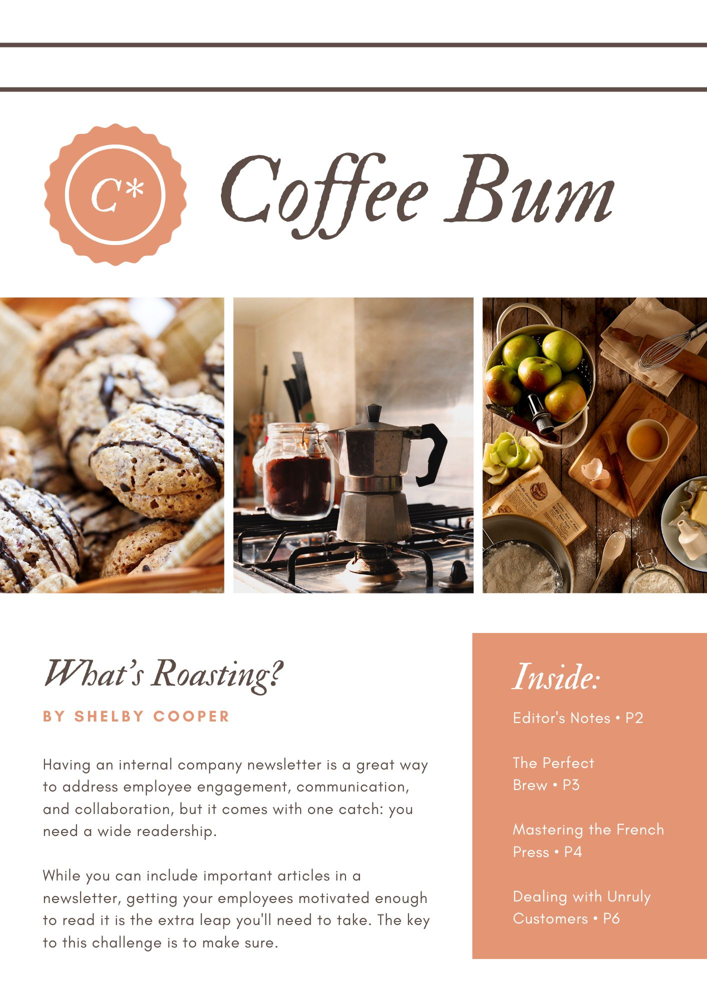 C*
Coffee Bum
What's Roasting?
BY SHELBY COOPER
Having an internal company newsletter is a great way
to address employee engagement, communication,
and collaboration, but it comes with one catch: you
need a wide readership.
While you can include important articles in a
newsletter, getting your employees motivated enough
to read it is the extra leap you'll need to take. The key
to this challenge is to make sure.
Inside:
Editor's Notes • P2
The Perfect
Brew • P3
Mastering the French
Press • P4
Dealing with Unruly
Customers • P6